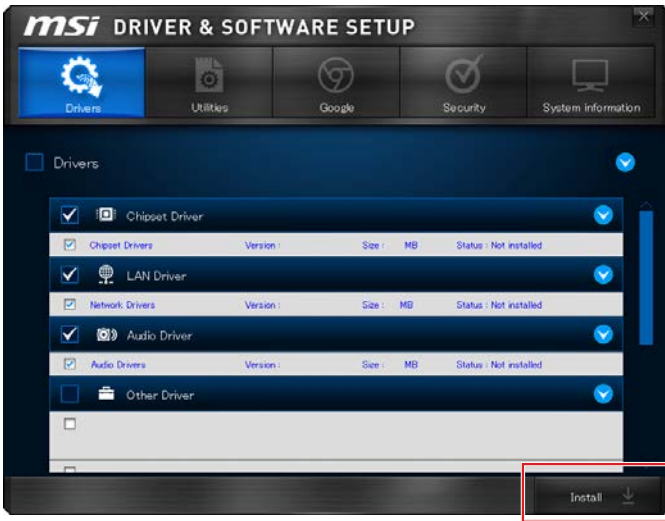 msi DRIVER & SOFTWARE SETUP
Drivers Utilities Google Security System information
Drivers
Chipset Driver
Chipset Drivers Version : Size : MB Status : Not installed
LAN Driver
Network Drivers Version : Size : MB Status : Not installed
Audio Driver
Audio Drivers Version : Size : MB Status : Not installed
Other Driver
Install